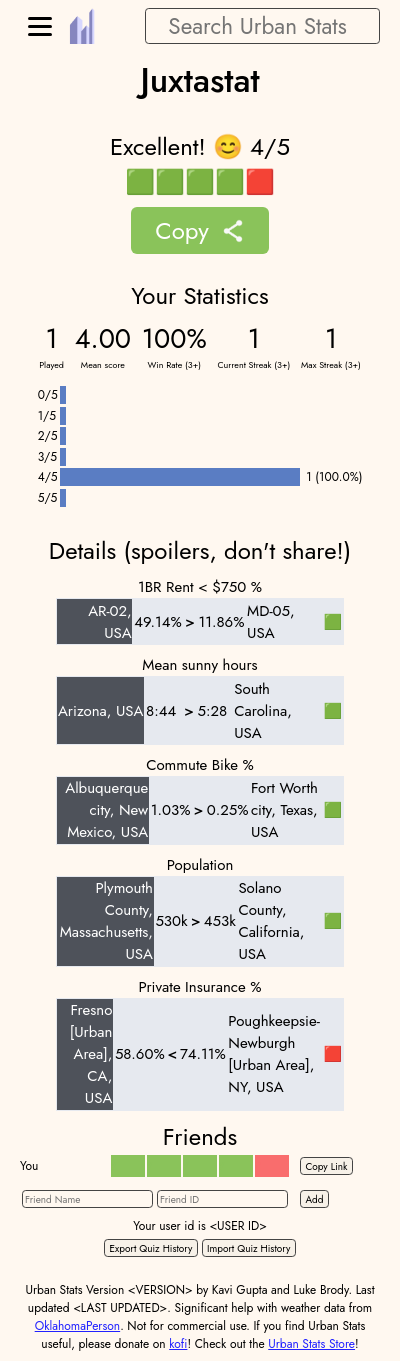 Search Urban Stats
Juxtastat
Excellent! 😊 4/5
🟩🟩🟩🟩🟥
Copy
Your Statistics
1 4.00 100% 1 1
Played Mean score Win Rate (3+) Current Streak (3+) Max Streak (3+)
0/5
1/5
2/5
3/5
4/5 1 (100.0%)
5/5
Details (spoilers, don't share!)
1BR Rent < $750 %
AR-02,
USA
49.14% > 11.86%
MD-05,
USA
🟩
Mean sunny hours
Arizona, USA
8:44 > 5:28
South
Carolina,
USA
🟩
Commute Bike %
Albuquerque
city, New
Mexico, USA
1.03% > 0.25%
Fort Worth
city, Texas,
USA
🟩
Population
Plymouth
County,
Massachusetts,
USA
530k > 453k
Solano
County,
California,
USA
🟩
Private Insurance %
Fresno
[Urban
Area],
CA,
USA
58.60% < 74.11%
Poughkeepsie-
Newburgh
[Urban Area],
NY, USA
🟥
Friends
You Copy Link
Friend Name Friend ID Add
Your user id is <USER ID>
Export Quiz History Import Quiz History
Urban Stats Version <VERSION> by Kavi Gupta and Luke Brody. Last
updated <LAST UPDATED>. Significant help with weather data from
OklahomaPerson. Not for commercial use. If you find Urban Stats
useful, please donate on kofi! Check out the Urban Stats Store!